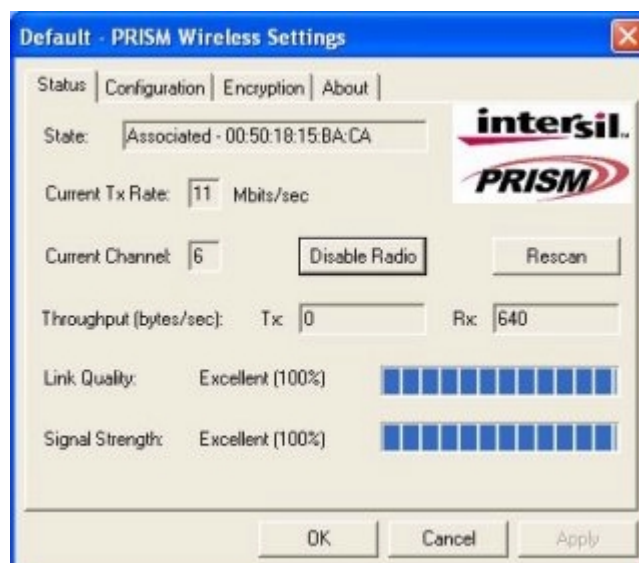 Default - PRISM Wireless Settings
Status Configuration Encryption About
intersil.
PRISM
State: Associated - 00:50:18:15:BA:CA
Current Tx Rate: 11 Mbits/sec
Current Channel: 6 Disable Radio Rescan
Throughput (bytes/sec): Tx: 0 Rx: 640
Link Quality: Excellent (100%)
Signal Strength: Excellent (100%)
OK Cancel Apply